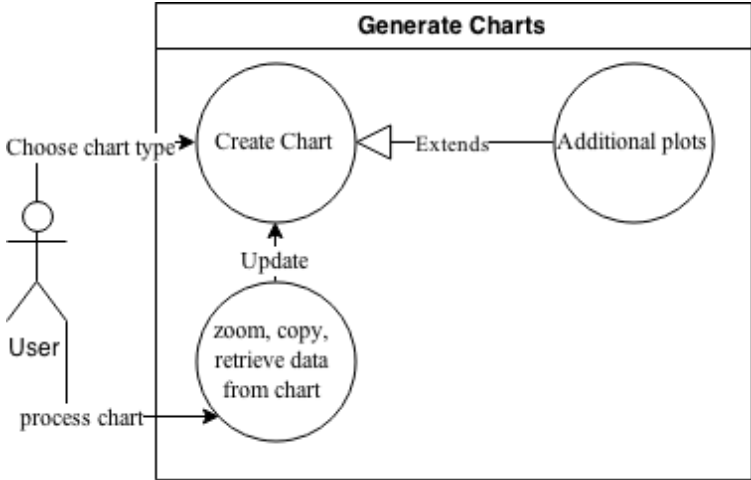 Generate Charts
Choose chart type
Create Chart
Extends
Additional plots
Update
User
zoom, copy,
retrieve data
from chart
process chart